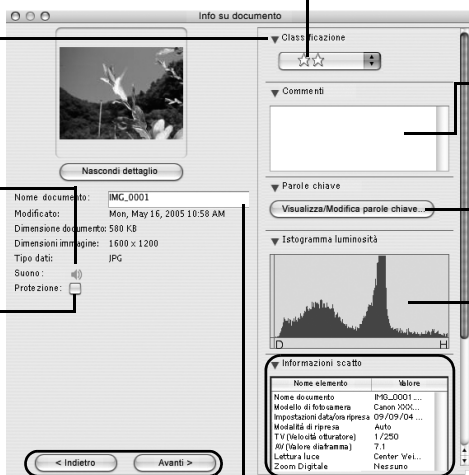 Info su documento
Nascondi dettaglio
Nome documento: IMG_0001
Modificato: Mon, May 16, 2005 10:58 AM
Dimensione documento: 580 KB
Dimensioni immagine: 1600 x 1200
Tipo dati: JPG
Suono:
Protezione:
< Indietro
Avanti >
Classificazione
Commenti
Parole chiave
Visualizza/Modifica parole chiave...
Istogramma luminosità
D H
Informazioni scatto
Nome elemento Valore
Nome documento IMG_0001....
Modello di fotocamera Canon XXX...
Impostazioni data/ora ripresa 09/09/04 ...
Modalità di ripresa Auto
TV (Velocità otturatore) 1/250
AV (Valore diaframma) 7.1
Lettura luce Center Wei...
Zoom Digitale Nessuno